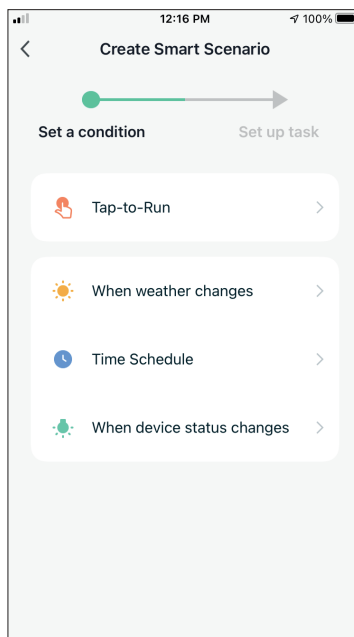 12:16 PM
100%
Create Smart Scenario
Set a condition
Set up task
Tap-to-Run
When weather changes
Time Schedule
When device status changes